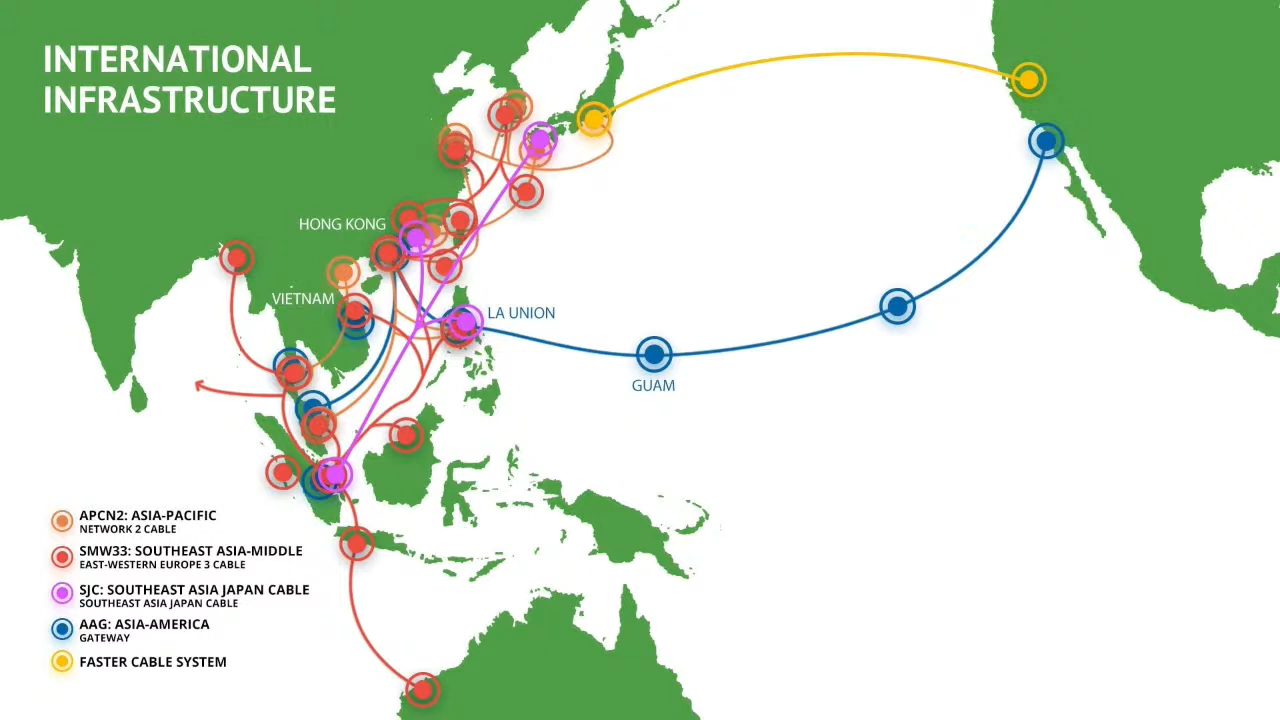 INTERNATIONAL
INFRASTRUCTURE
HONG KONG
VIETNAM
LA UNION
GUAM
APCN2: ASIA-PACIFIC
NETWORK 2 CABLE
SMW33: SOUTHEAST ASIA-MIDDLE
EAST-WESTERN EUROPE 3 CABLE
SJC: SOUTHEAST ASIA JAPAN CABLE
SOUTHEAST ASIA JAPAN CABLE
AAG: ASIA-AMERICA
GATEWAY
FASTER CABLE SYSTEM